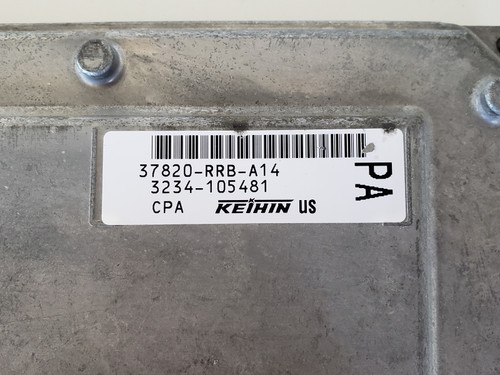 37820-RRB-A14
3234-105481
CPA KEIHIN US
PA